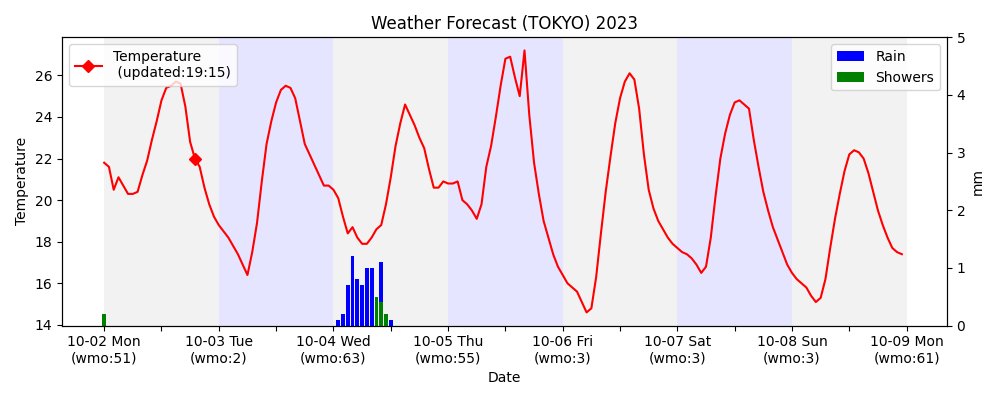 Weather Forecast (TOKYO) 2023
Temperature
(updated:19:15)
Rain
Showers
Temperature
26
24
22
20
18
16
14
5
4
3
2
1
0
mm
10-02 Mon
(wmo:51)
10-03 Tue
(wmo:2)
10-04 Wed
(wmo:63)
10-05 Thu
(wmo:55)
10-06 Fri
(wmo:3)
10-07 Sat
(wmo:3)
10-08 Sun
(wmo:3)
10-09 Mon
(wmo:61)
Date